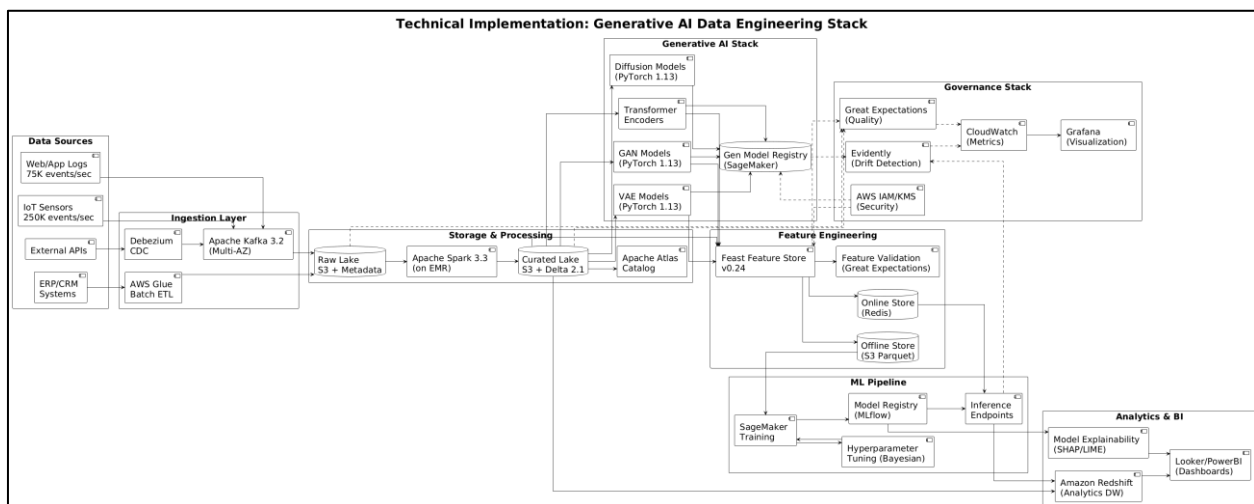 Technical Implementation: Generative AI Data Engineering Stack
Data Sources
Web/App Logs
75K events/sec
IoT Sensors
250K events/sec
External APIs
ERP/CRM
Systems
Ingestion Layer
Debezium
CDC
Apache Kafka 3.2
(Multi-AZ)
AWS Glue
Batch ETL
Storage & Processing
Raw Lake
S3 + Metadata
Apache Spark 3.3
(on EMR)
Curated Lake
S3 + Delta 2.1
Apache Atlas
Catalog
Generative AI Stack
Diffusion Models
(PyTorch 1.13)
Transformer
Encoders
GAN Models
(PyTorch 1.13)
VAE Models
(PyTorch 1.13)
Gen Model Registry
(SageMaker)
Governance Stack
Great Expectations
(Quality)
Evidently
(Drift Detection)
AWS IAM/KMS
(Security)
CloudWatch
(Metrics)
Grafana
(Visualization)
Feature Engineering
Feast Feature Store
v0.24
Feature Validation
(Great Expectations)
Online Store
(Redis)
Offline Store
(S3 Parquet)
ML Pipeline
SageMaker
Training
Model Registry
(MLflow)
Hyperparameter
Tuning (Bayesian)
Inference
Endpoints
Analytics & BI
Model Explainability
(SHAP/LIME)
Amazon Redshift
(Analytics DW)
Looker/PowerBI
(Dashboards)